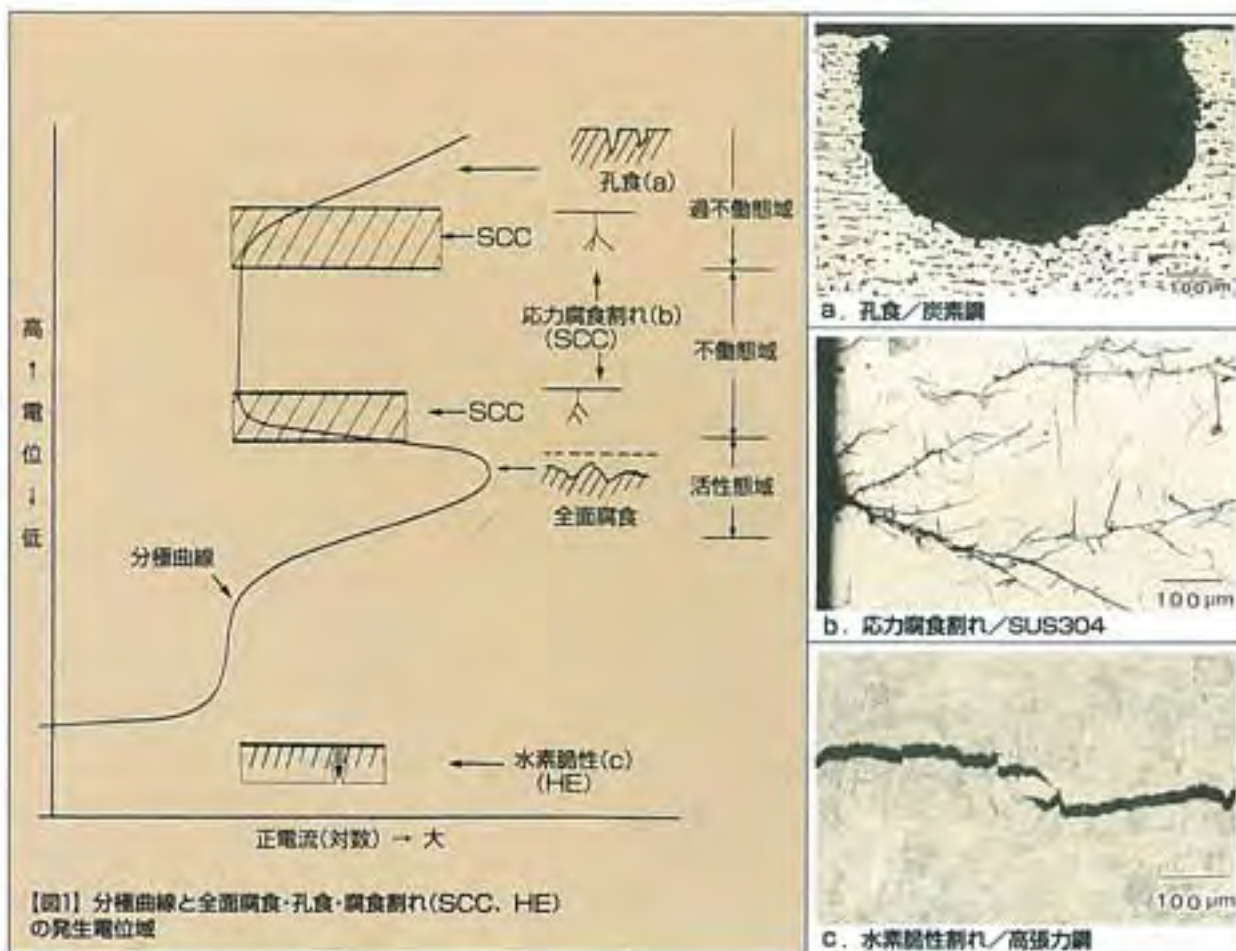 孔食(a)
過不働態域
SCC
応力腐食割れ(b)
(SCC)
不働態域
SCC
活性態域
全面腐食
高
↑
電
位
↓
低
分極曲線
水素脆性(c)
(HE)
正電流(対数) → 大
【図1】 分極曲線と全面腐食・孔食・腐食割れ(SCC、HE)
の発生電位域
100μm
a. 孔食/炭素鋼
100μm
b. 応力腐食割れ/SUS304
100μm
c. 水素脆性割れ/高張力鋼